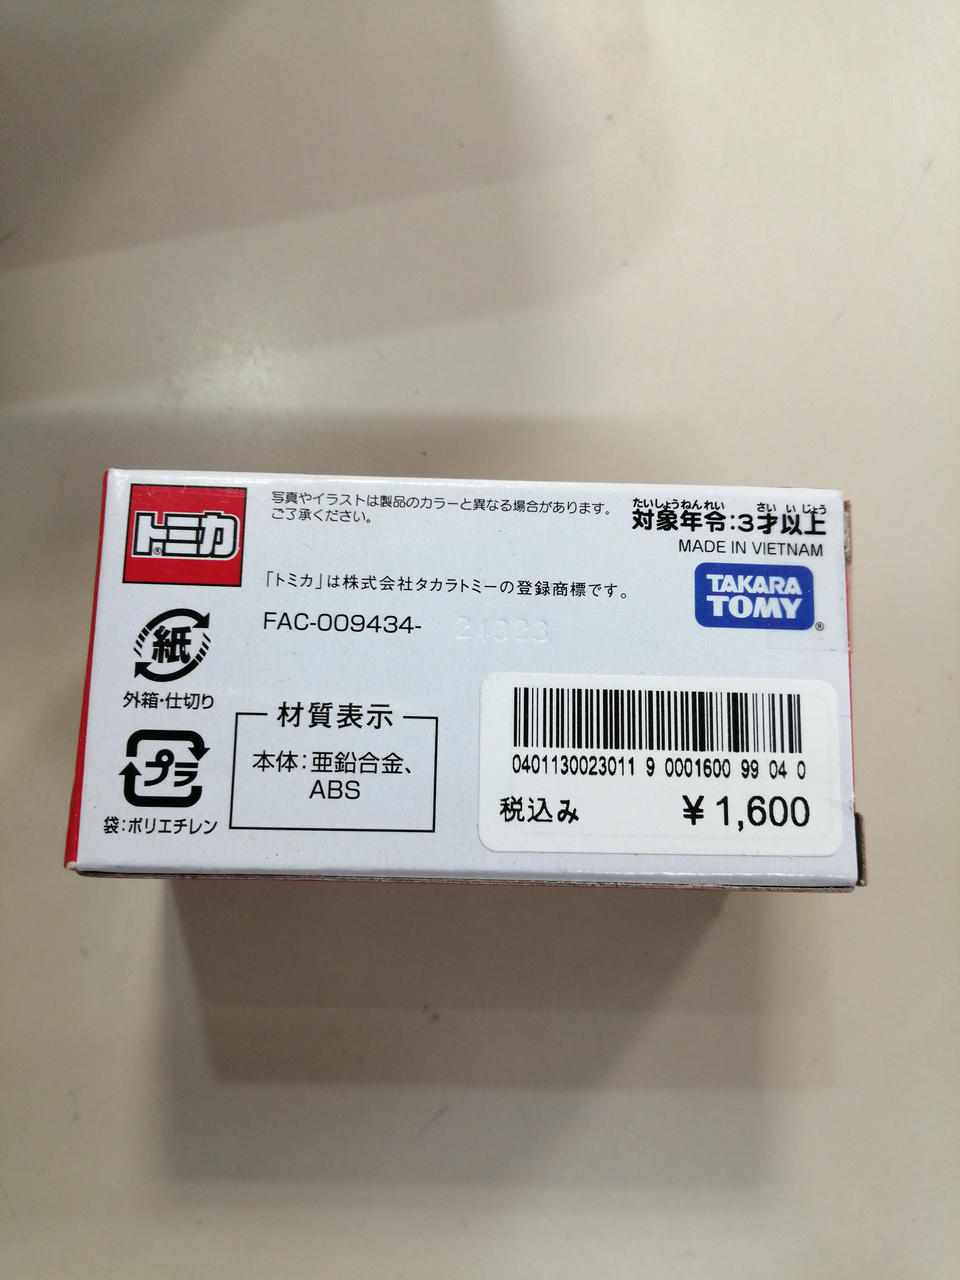 トミカ®
写真やイラストは製品のカラーと異なる場合があります。
ご了承ください。
たいしょうねんれい さい い じょう
対象年令:3才以上
MADE IN VIETNAM
「トミカ」は株式会社タカラトミーの登録商標です。
TAKARA
TOMY®
FAC-009434-
紙
外箱・仕切り
プラ
袋:ポリエチレン
材質表示
本体:亜鉛合金、
ABS
0401130023011 9 0001600 99 04 0
税込み ¥1,600